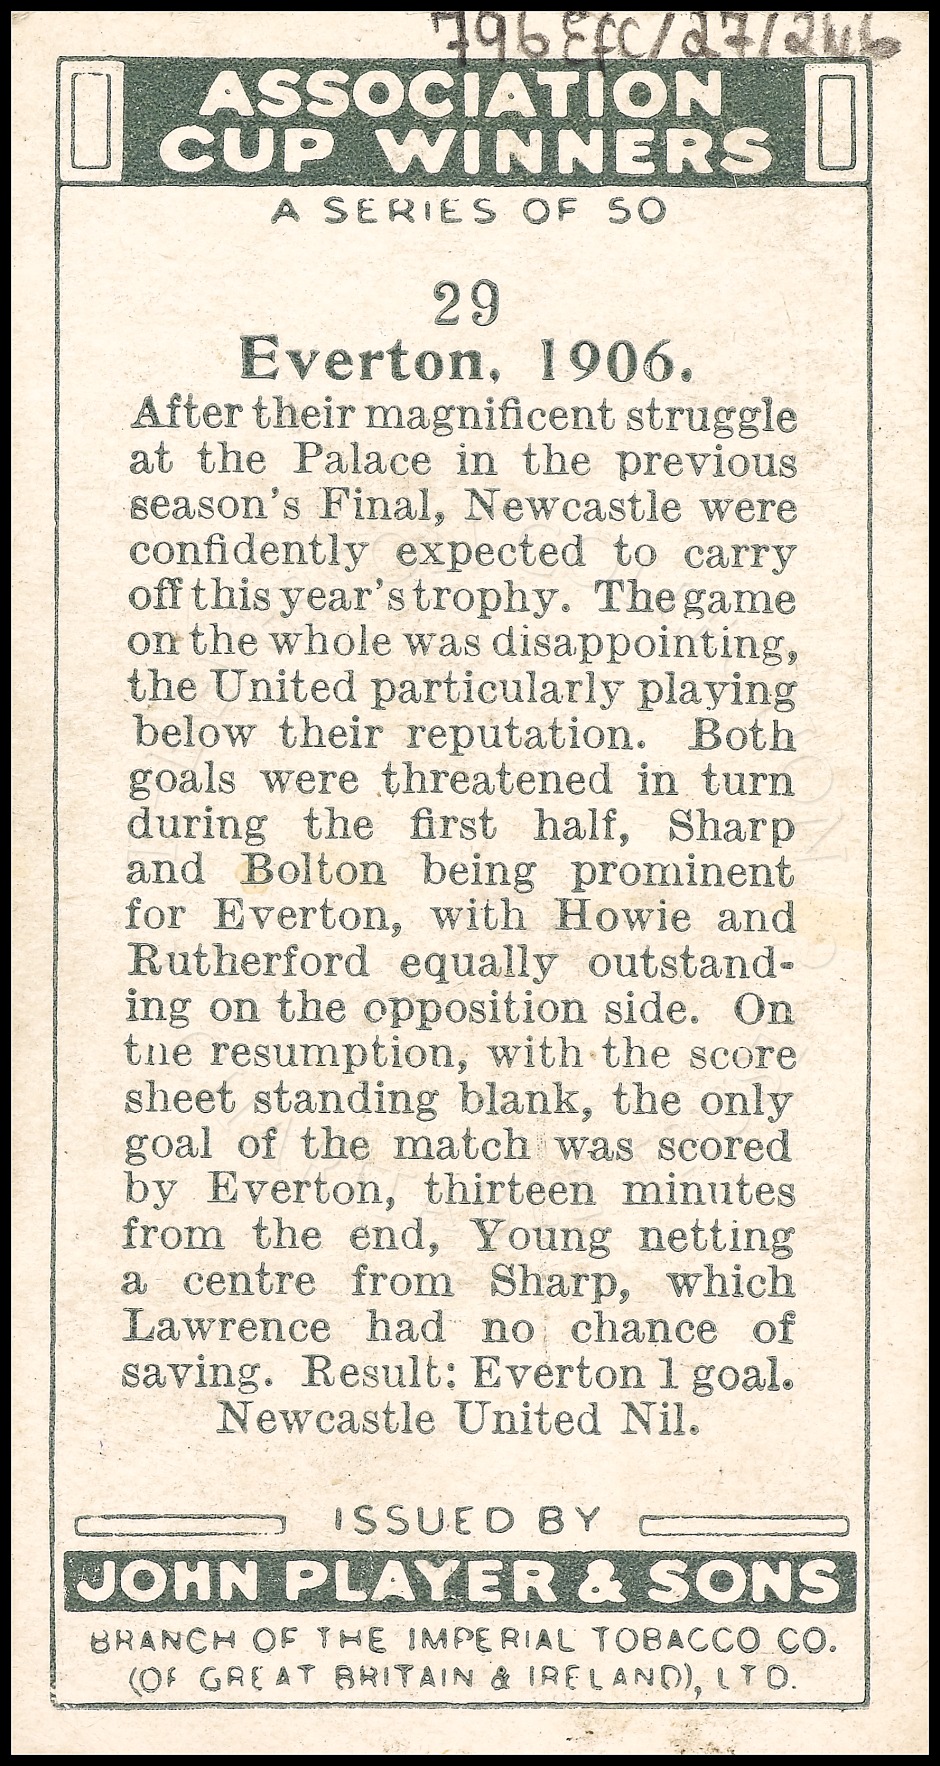 796EFC/27/246
ASSOCIATION
CUP WINNERS
A SERIES OF 50
29
Everton, 1906.
After their magnificent struggle
at the Palace in the previous
season's Final, Newcastle were
confidently expected to carry
off this year's trophy. The game
on the whole was disappointing,
the United particularly playing
below their reputation. Both
goals were threatened in turn
during the first half, Sharp
and Bolton being prominent
for Everton, with Howie and
Rutherford equally outstand-
ing on the opposition side. On
the resumption, with the score
sheet standing blank, the only
goal of the match was scored
by Everton, thirteen minutes
from the end, Young netting
a centre from Sharp, which
Lawrence had no chance of
saving. Result: Everton 1 goal.
Newcastle United Nil.
ISSUED BY
JOHN PLAYER & SONS
BRANCH OF THE IMPERIAL TOBACCO CO.
(OF GREAT BRITAIN & IRELAND), LTD.